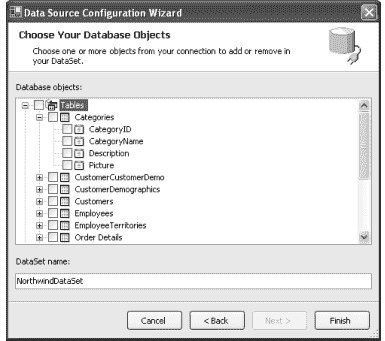 Data Source Configuration Wizard
Choose Your Database Objects
Choose one or more objects from your connection to add or remove in
your DataSet.
Database objects:
Tables
Categories
CategoryID
CategoryName
Description
Picture
CustomerCustomerDemo
CustomerDemographics
Customers
Employees
EmployeeTerritories
Order Details
DataSet name:
NorthwindDataSet
Cancel
< Back
Next >
Finish